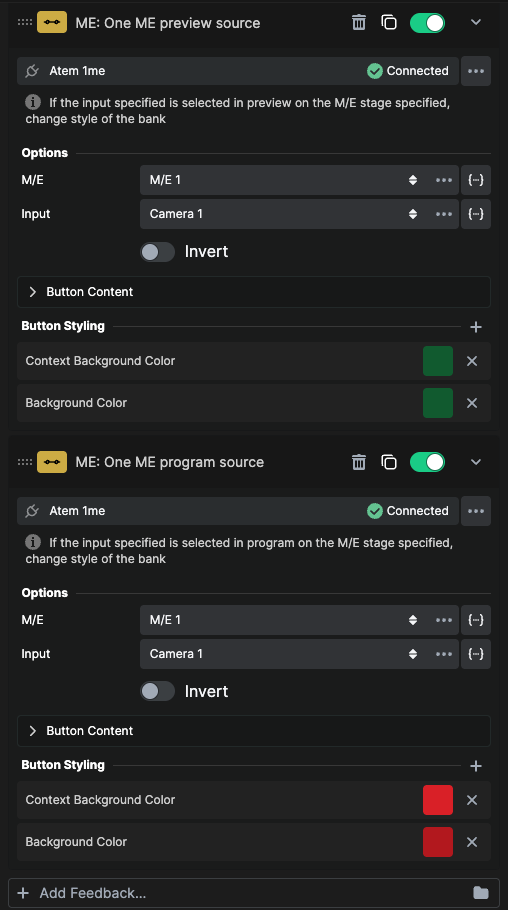 ME: One ME preview source
Atem 1me
Connected
If the input specified is selected in preview on the M/E stage specified,
change style of the bank
Options
M/E
M/E 1
Input
Camera 1
Invert
Button Content
Button Styling
Context Background Color
Background Color
ME: One ME program source
Atem 1me
Connected
If the input specified is selected in program on the M/E stage specified,
change style of the bank
Options
M/E
M/E 1
Input
Camera 1
Invert
Button Content
Button Styling
Context Background Color
Background Color
Add Feedback...